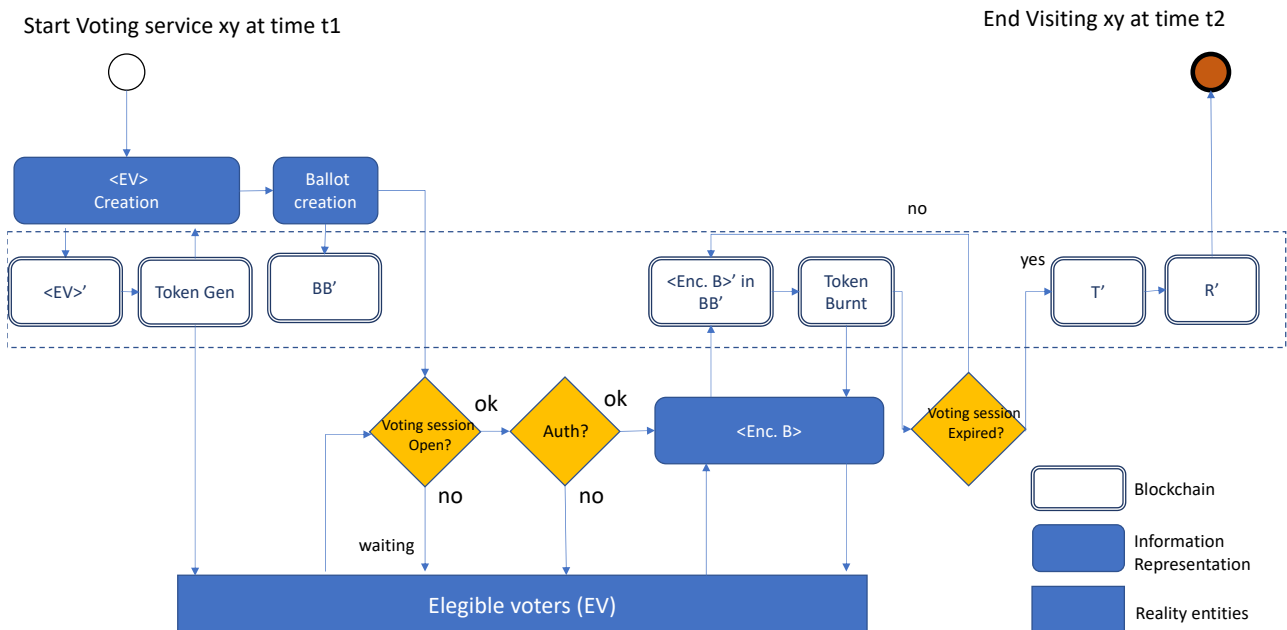 Start Voting service xy at time t1
End Visiting xy at time t2
<EV>
Creation
Ballot
creation
no
<EV>’
Token Gen
BB’
<Enc. B>’ in
BB’
Token
Burnt
yes
T’
R’
Voting session
Open?
ok
Auth?
ok
<Enc. B>
Voting session
Expired?
no
no
waiting
Elegible voters (EV)
Blockchain
Information
Representation
Reality entities